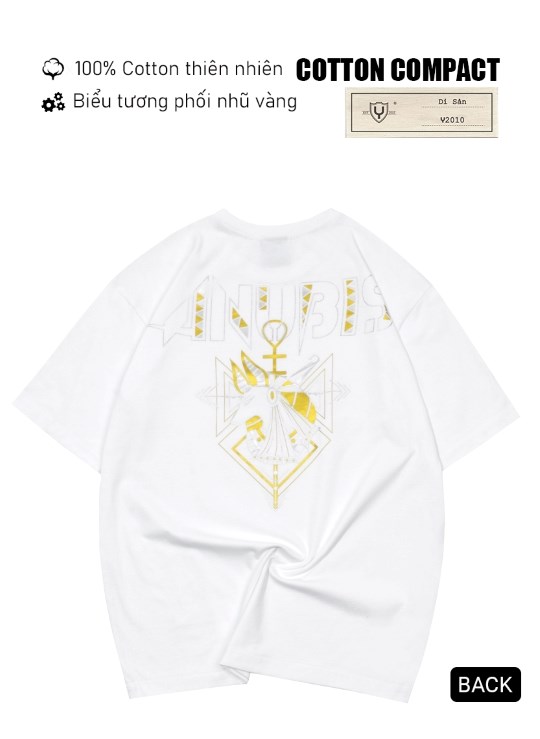 100% Cotton thiên nhiên
COTTON COMPACT
Biểu tương phối nhũ vàng
Di Sản
Y2010
Y
ANUBIS
BACK